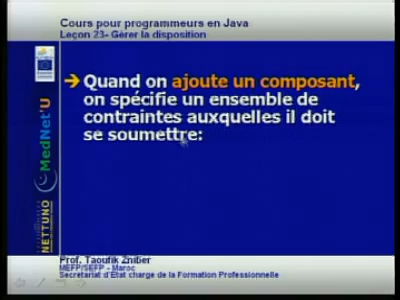 Cours pour programmeurs en Java
Leçon 23- Gérer la disposition
Quand on ajoute un composant,
on spécifie un ensemble de
contraintes auxquelles il doit
se soumettre:
MedNet'U
NETTUNO
Prof. Taoufik Zniber
MEFP/SEFP - Maroc
Secrétariat d'Etat chargé de la Formation Professionnelle